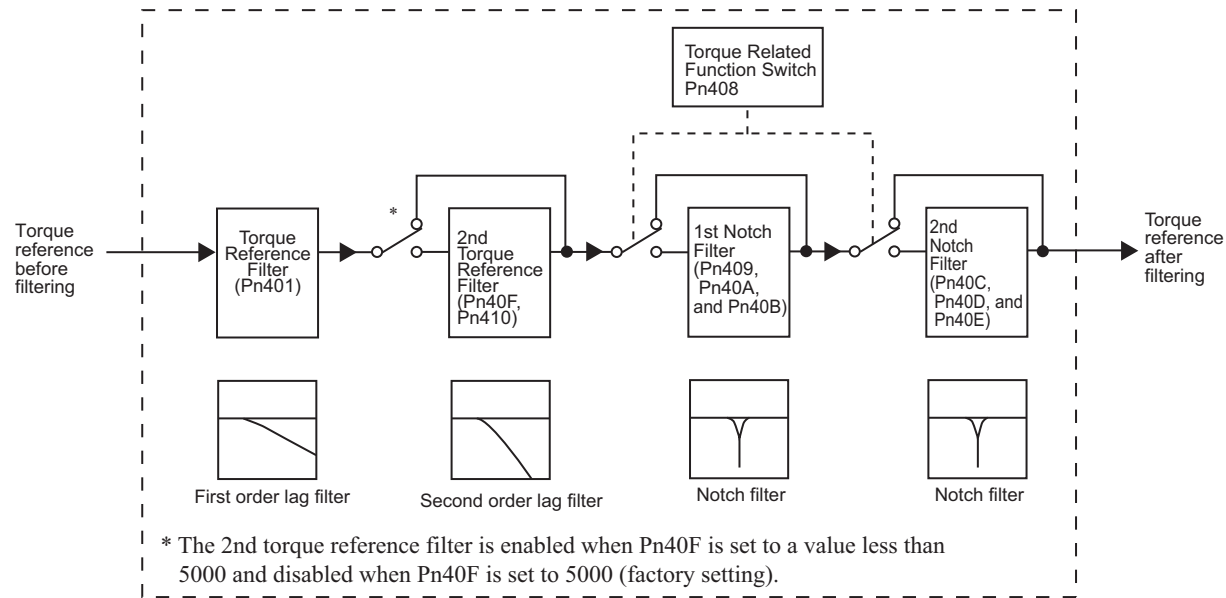 Torque Related
Function Switch
Pn408
Torque
reference
before
filtering
Torque
Reference
Filter
(Pn401)
*
2nd
Torque
Reference
Filter
(Pn40F,
Pn410)
1st Notch
Filter
(Pn409,
Pn40A,
and Pn40B)
2nd
Notch
Filter
(Pn40C,
Pn40D, and
Pn40E)
Torque
reference
after
filtering
First order lag filter
Second order lag filter
Notch filter
Notch filter
* The 2nd torque reference filter is enabled when Pn40F is set to a value less than
5000 and disabled when Pn40F is set to 5000 (factory setting).